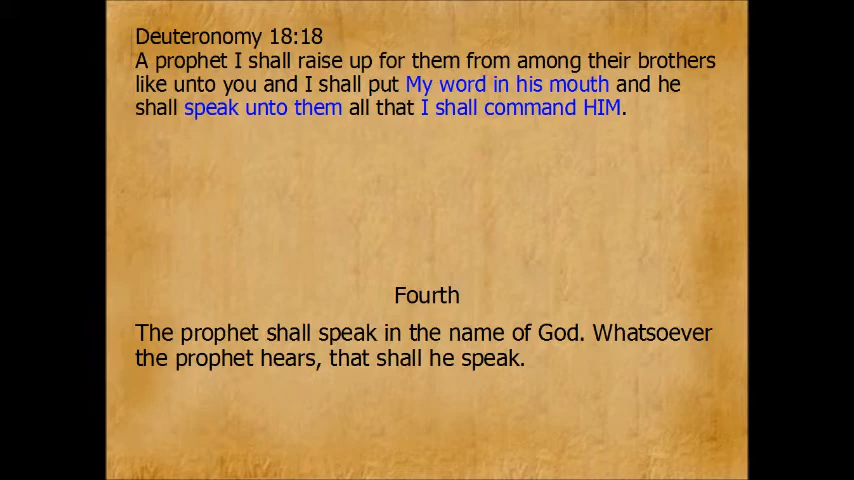 Deuteronomy 18:18
A prophet I shall raise up for them from among their brothers
like unto you and I shall put My word in his mouth and he
shall speak unto them all that I shall command HIM.
Fourth
The prophet shall speak in the name of God. Whatsoever
the prophet hears, that shall he speak.